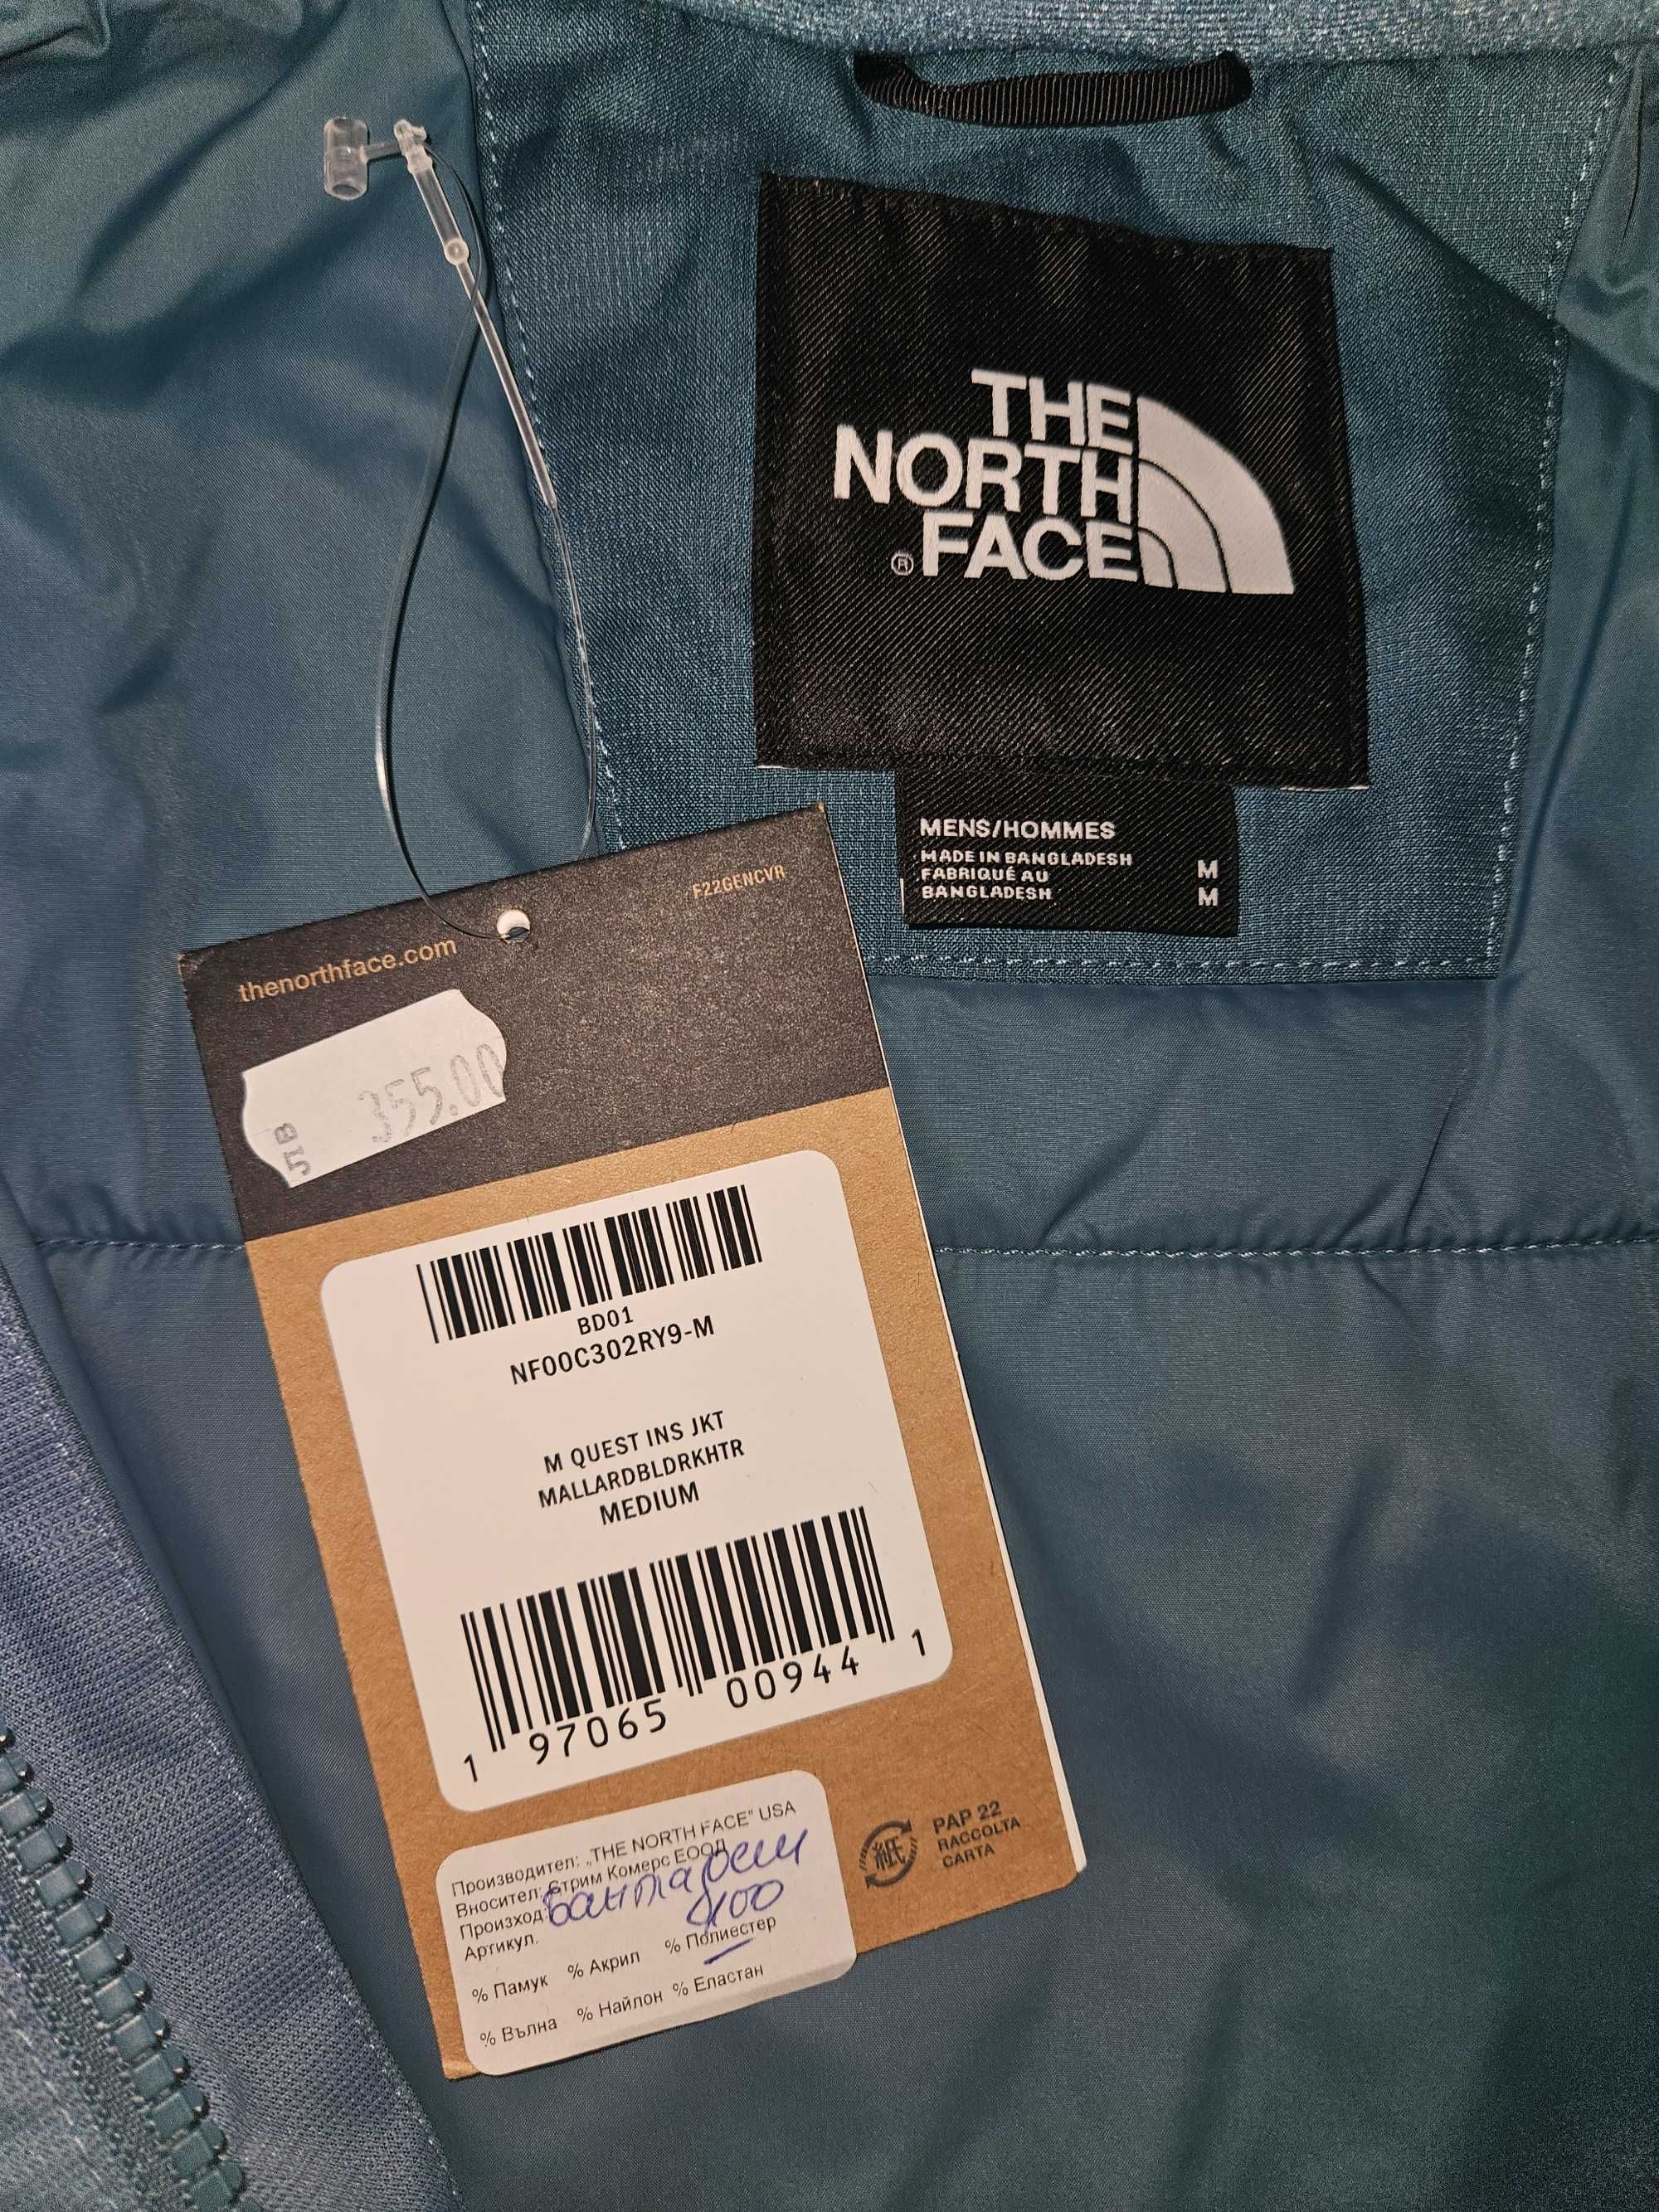 THE
NORTH
FACE
®
MENS/HOMMES
MADE IN BANGLADESH
FABRIQUÉ AU
BANGLADESH
M
M
F22GENCVR
thenorthface.com
ЛВ 355.00
BD01
NF00C302RY9-M
M QUEST INS JKT
MALLARDBLDRKHTR
MEDIUM
1 97065 00944 1
Производител: „THE NORTH FACE" USA
Вносител: Стрим Комерс ЕООД
Произход:
Артикул.
100
% Памук % Акрил % Полиестер
% Вълна % Найлон % Еластан
紙
PAP 22
RACCOLTA
CARTA